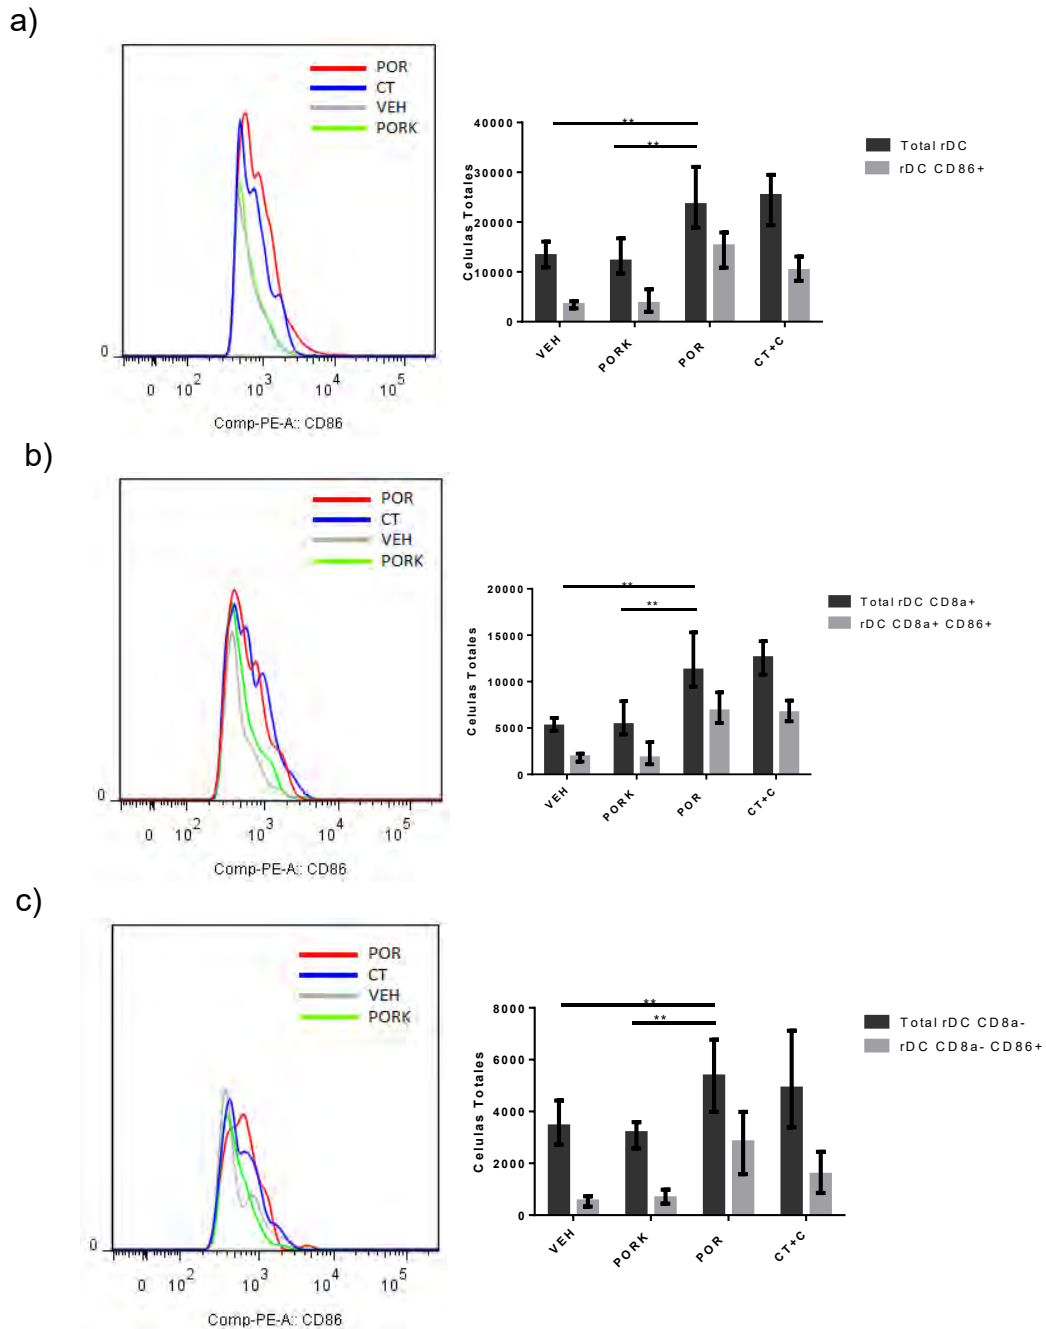 a)
POR
CT
VEH
PORK
0
0 10^2 10^3 10^4 10^5
Comp-PE-A:: CD86
**
**
40000
30000
20000
10000
0
Celulas Totales
VEH PORK POR CT+C
Total rDC
rDC CD86+
b)
POR
CT
VEH
PORK
0
0 10^2 10^3 10^4 10^5
Comp-PE-A:: CD86
**
**
20000
15000
10000
5000
0
Celulas Totales
VEH PORK POR CT+C
Total rDC CD8a+
rDC CD8a+ CD86+
c)
POR
CT
VEH
PORK
0
0 10^2 10^3 10^4 10^5
Comp-PE-A:: CD86
**
**
8000
6000
4000
2000
0
Celulas Totales
VEH PORK POR CT+C
Total rDC CD8a-
rDC CD8a- CD86+